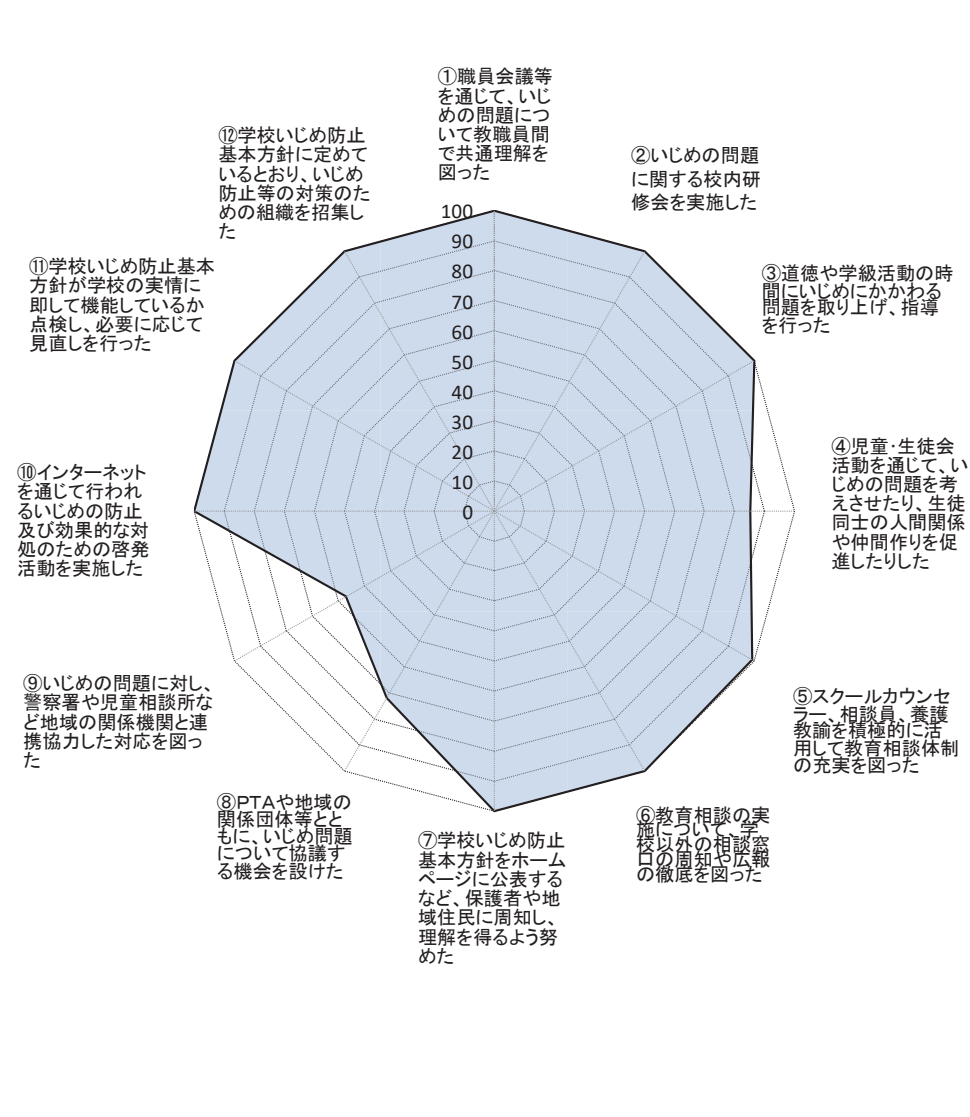 ①職員会議等
を通じて、いじ
めの問題につ
いて教職員間
で共通理解を
図った
②いじめの問題
に関する校内研
修会を実施した
③道徳や学級活動の時
間にいじめにかかわる
問題を取り上げ、指導
を行った
④児童・生徒会
活動を通じて、い
じめの問題を考
えさせたり、生徒
同士の人間関係
や仲間作りを促
進したりした
⑤スクールカウンセ
ラー、相談員、養護
教諭を積極的に活
用して教育相談体制
の充実を図った
⑥教育相談の実
施について、学
校以外の相談窓
口の周知や広報
の徹底を図った
⑦学校いじめ防止
基本方針をホーム
ページに公表する
など、保護者や地
域住民に周知し、
理解を得るよう努
めた
⑧PTAや地域の
関係団体等とと
もに、いじめ問題
について協議す
る機会を設けた
⑨いじめの問題に対し、
警察署や児童相談所な
ど地域の関係機関と連
携協力した対応を図っ
た
⑩インターネット
を通じて行われ
るいじめの防止
及び効果的な対
処のための啓発
活動を実施した
⑪学校いじめ防止基本
方針が学校の実情に
即して機能しているか
点検し、必要に応じて
見直しを行った
⑫学校いじめ防止
基本方針に定めて
いるとおり、いじめ
防止等の対策のた
めの組織を招集し
た
100
90
80
70
60
50
40
30
20
10
0